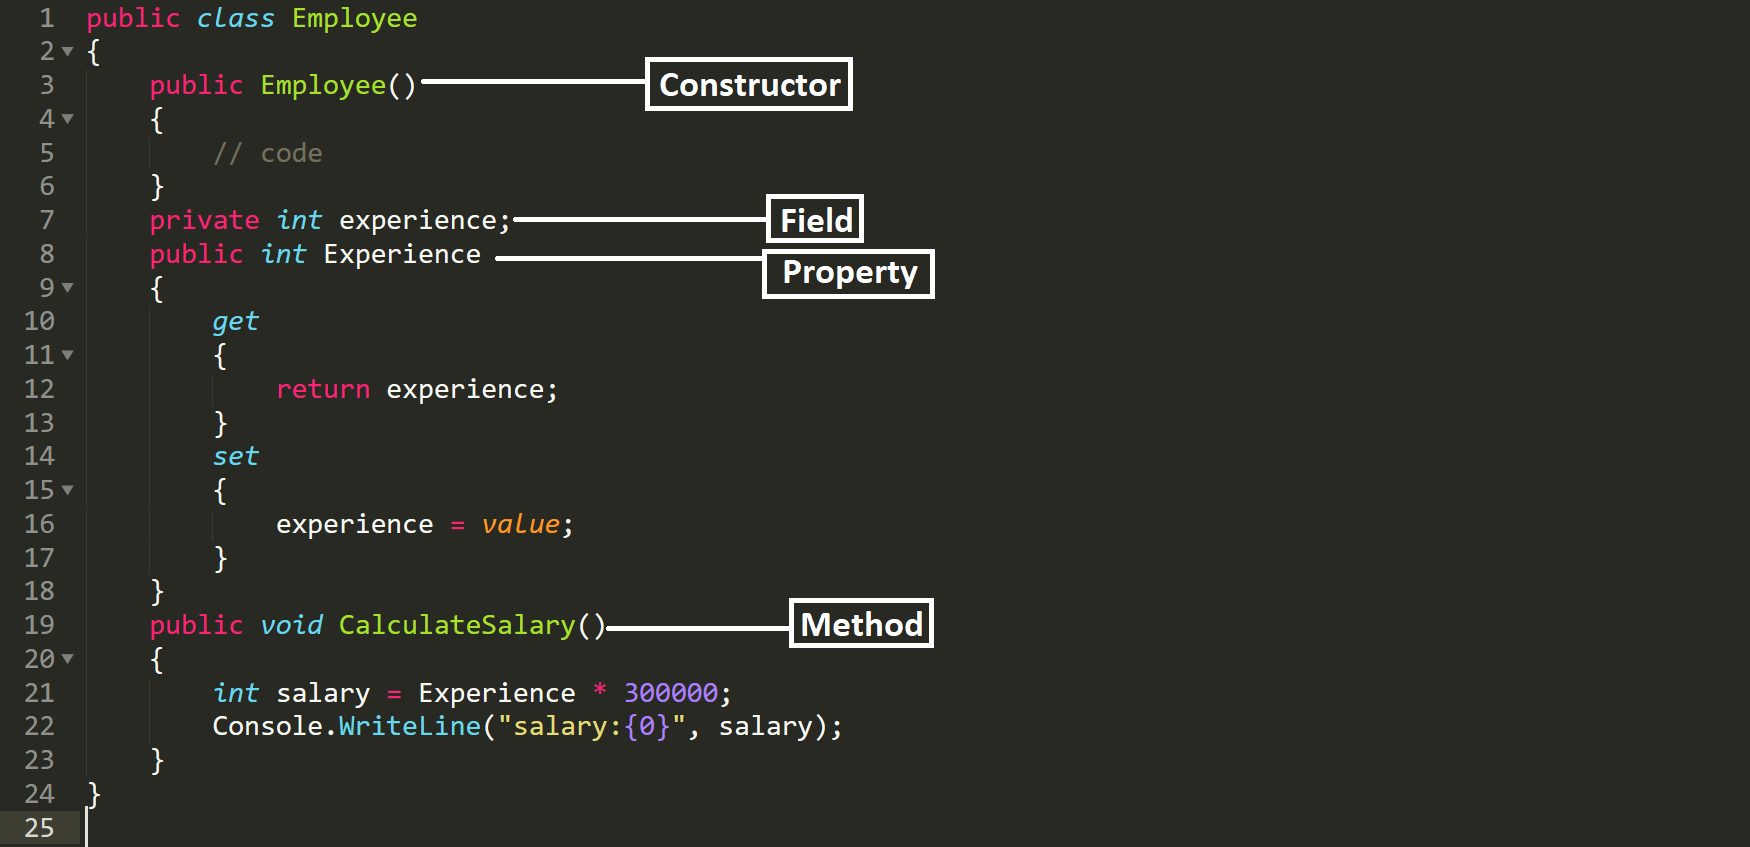 1 public class Employee
2 {
3 public Employee() Constructor
4 {
5 // code
6 }
7 private int experience; Field
8 public int Experience Property
9 {
10 get
11 {
12 return experience;
13 }
14 set
15 {
16 experience = value;
17 }
18 }
19 public void CalculateSalary() Method
20 {
21 int salary = Experience * 300000;
22 Console.WriteLine("salary:{0}", salary);
23 }
24 }
25